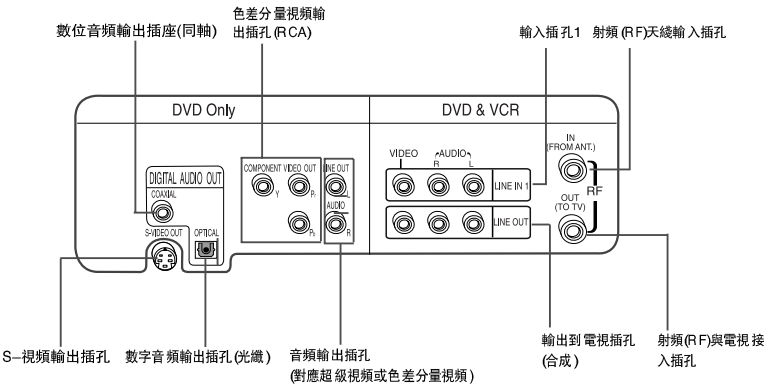 色差分量視頻輸
出插孔(RCA)
數位音頻輸出插座(同軸)
輸入插孔1
射頻(RF)天綫輸入插孔
DVD Only
DVD & VCR
IN
(FROM ANT.)
VIDEO
AUDIO
R
L
COMPONENT VIDEO OUT
LINE OUT
DIGITAL AUDIO OUT
COAXIAL
Y
Pr
L
LINE IN 1
RF
OUT
(TO TV)
AUDIO
S-VIDEO OUT
OPTICAL
PB
R
LINE OUT
S–視頻輸出插孔
數字音頻輸出插孔(光纖)
音頻輸出插孔
(對應超級視頻或色差分量視頻)
輸出到電視插孔
(合成)
射頻(RF)與電視接
入插孔